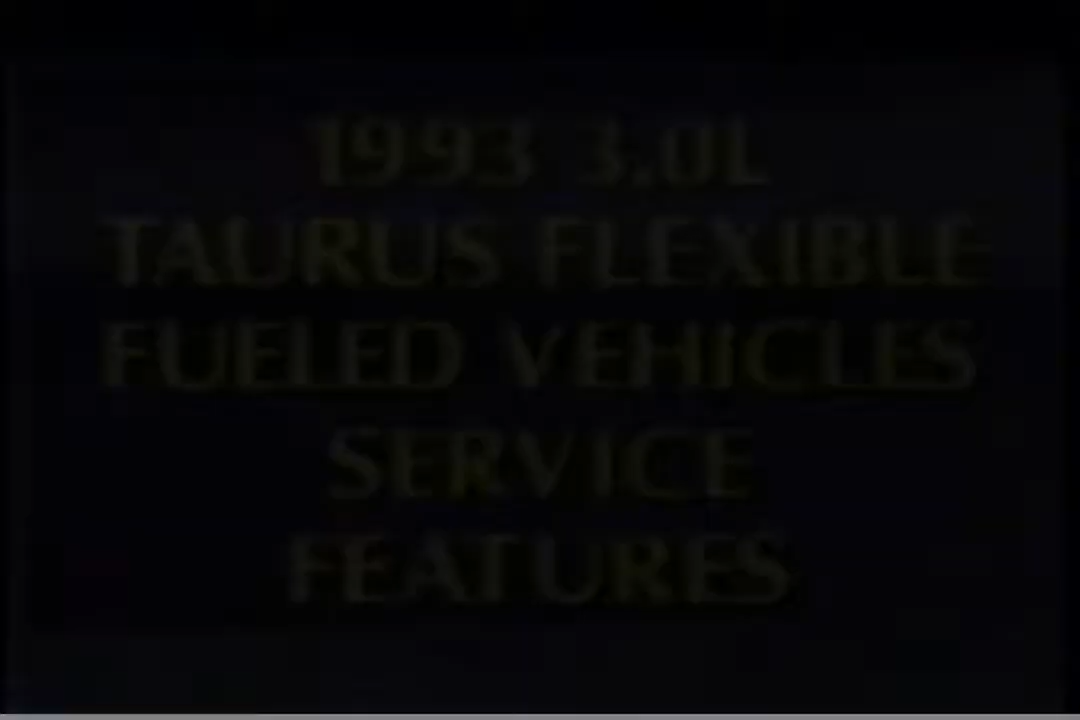 1993 3.0L
TAURUS FLEXIBLE
FUELED VEHICLES
SERVICE
FEATURES